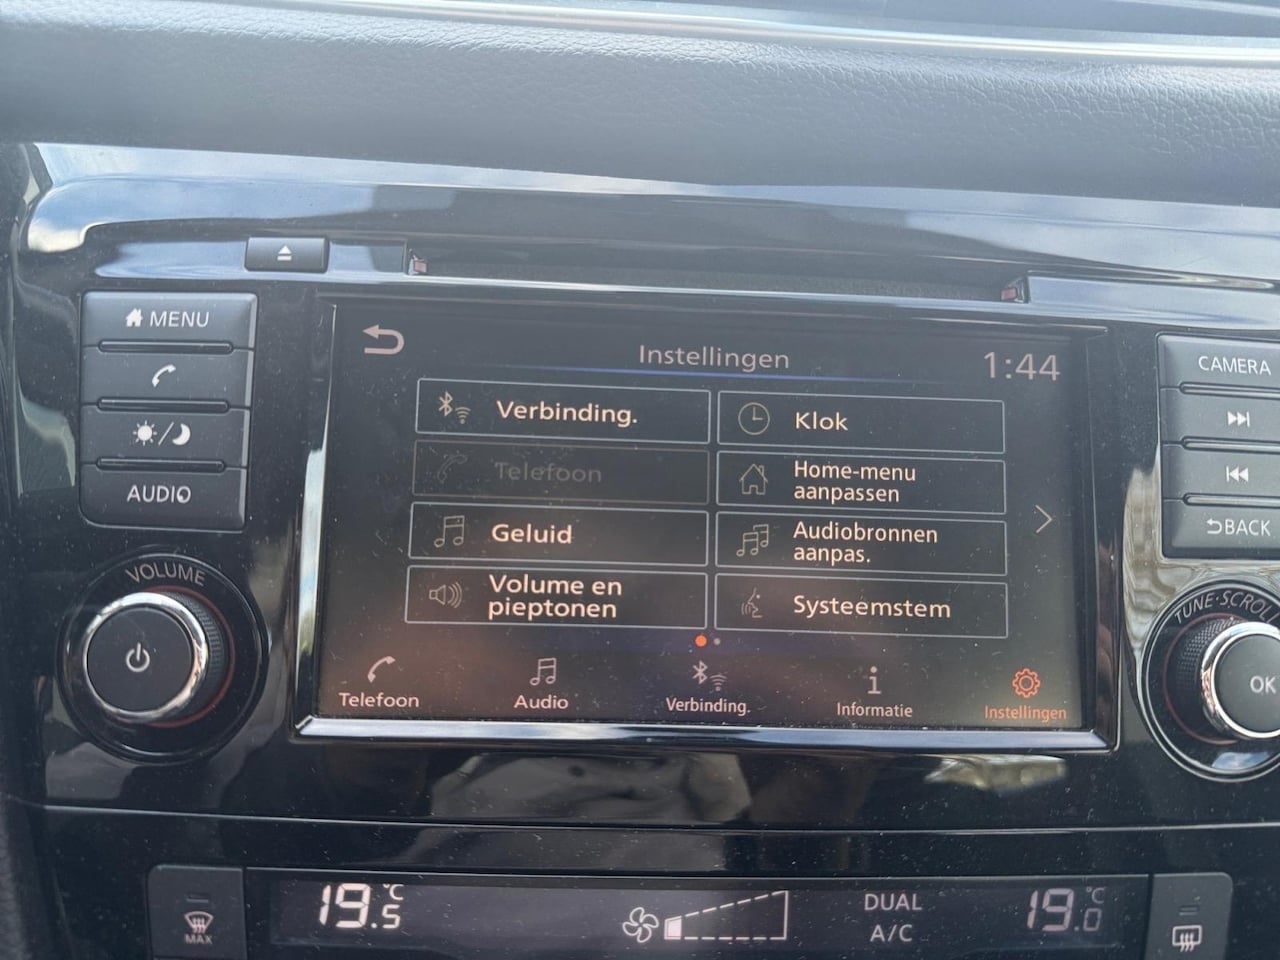 MENU
AUDIO
VOLUME
Instellingen
1:44
Verbinding.
Klok
Telefoon
Home-menu
aanpassen
Geluid
Audiobronnen
aanpas.
Volume en
pieptonen
Systeemstem
Telefoon
Audio
Verbinding.
Informatie
Instellingen
CAMERA
BACK
TUNE·SCROLL
OK
19.5°C
DUAL
A/C
19.0°C
MAX